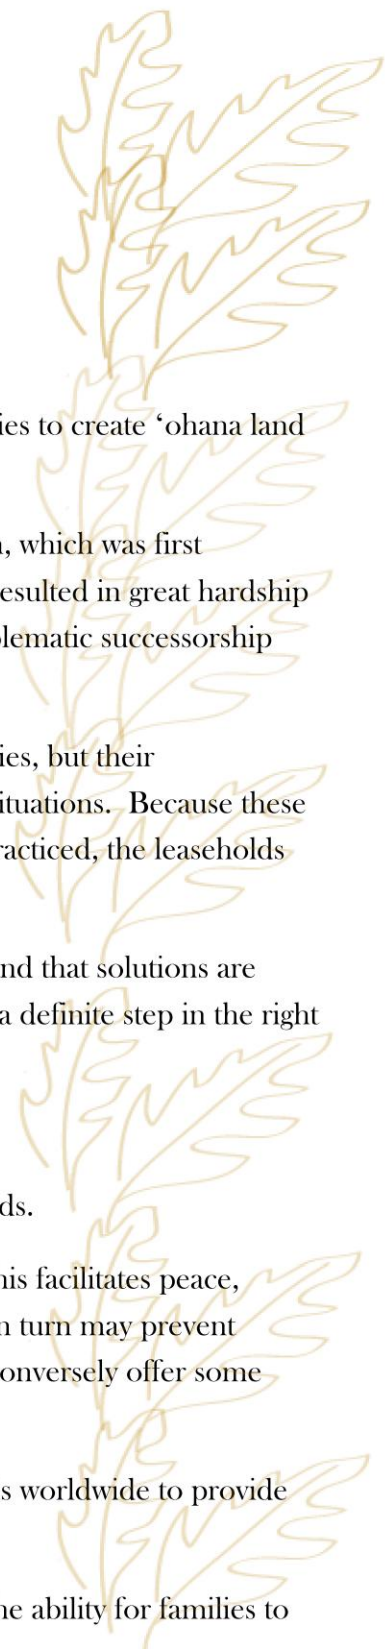 ies to create ‘ohana land
, which was first
esulted in great hardship
lematic successorship
ies, but their
ituations.  Because these
racticed, the leaseholds
nd that solutions are
a definite step in the right
ds.
his facilitates peace,
n turn may prevent
onversely offer some
s worldwide to provide
he ability for families to